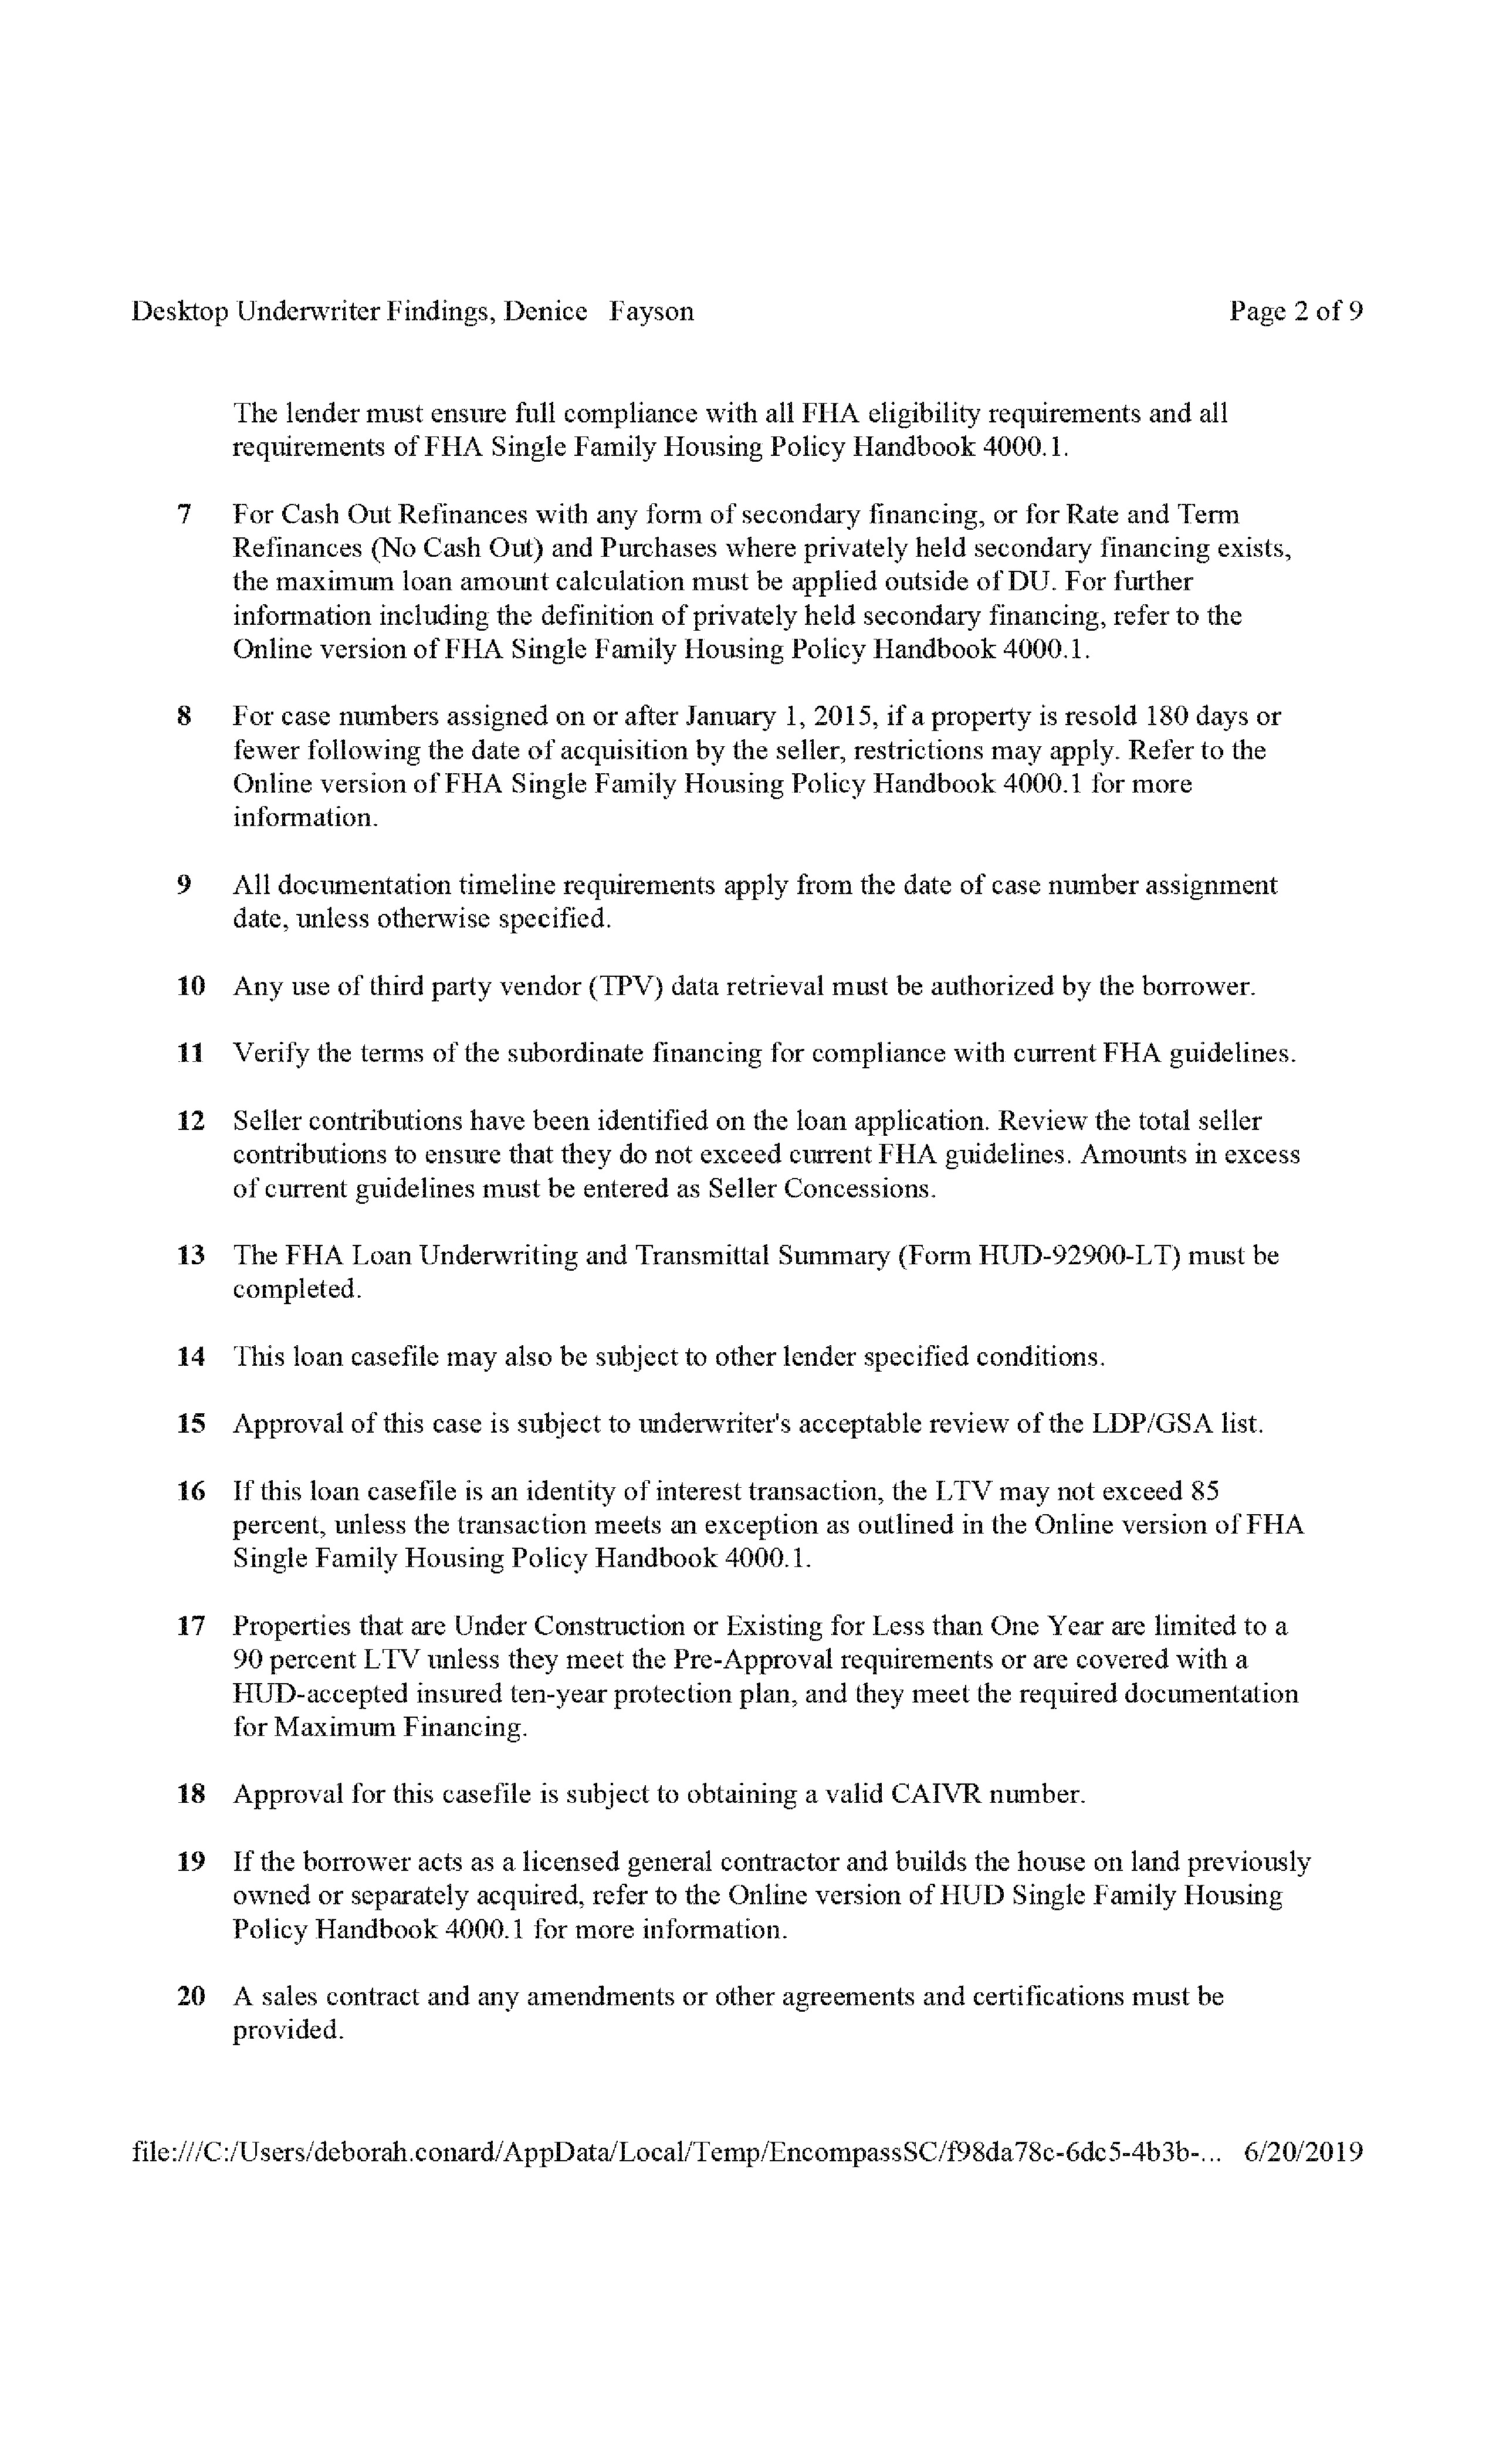 Desktop Underwriter Findings, Denice Fayson Page 2 of 9
The lender must ensure full compliance with all FHA eligibility requirements and all
requirements of FHA Single Family Housing Policy Handbook 4000.1.
7 For Cash Out Refinances with any form of secondary financing, or for Rate and Term
Refinances (No Cash Out) and Purchases where privately held secondary financing exists,
the maximum loan amount calculation must be applied outside of DU. For further
information including the definition of privately held secondary financing, refer to the
Online version of FHA Single Family Housing Policy Handbook 4000.1.
8 For case numbers assigned on or after January 1, 2015, if a property is resold 180 days or
fewer following the date of acquisition by the seller, restrictions may apply. Refer to the
Online version of FHA Single Family Housing Policy Handbook 4000.1 for more
information.
9 All documentation timeline requirements apply from the date of case number assignment
date, unless otherwise specified.
10 Any use of third party vendor (TPV) data retrieval must be authorized by the borrower.
11 Verify the terms of the subordinate financing for compliance with current FHA guidelines.
12 Seller contributions have been identified on the loan application. Review the total seller
contributions to ensure that they do not exceed current FHA guidelines. Amounts in excess
of current guidelines must be entered as Seller Concessions.
13 The FHA Loan Underwriting and Transmittal Summary (Form HUD-92900-LT) must be
completed.
14 This loan casefile may also be subject to other lender specified conditions.
15 Approval of this case is subject to underwriter's acceptable review of the LDP/GSA list.
16 If this loan casefile is an identity of interest transaction, the LTV may not exceed 85
percent, unless the transaction meets an exception as outlined in the Online version of FHA
Single Family Housing Policy Handbook 4000.1.
17 Properties that are Under Construction or Existing for Less than One Year are limited to a
90 percent LTV unless they meet the Pre-Approval requirements or are covered with a
HUD-accepted insured ten-year protection plan, and they meet the required documentation
for Maximum Financing.
18 Approval for this casefile is subject to obtaining a valid CAIVR number.
19 If the borrower acts as a licensed general contractor and builds the house on land previously
owned or separately acquired, refer to the Online version of HUD Single Family Housing
Policy Handbook 4000.1 for more information.
20 A sales contract and any amendments or other agreements and certifications must be
provided.
file:///C:/Users/deborah.conard/AppData/Local/Temp/EncompassSC/f98da78c-6dc5-4b3b-... 6/20/2019